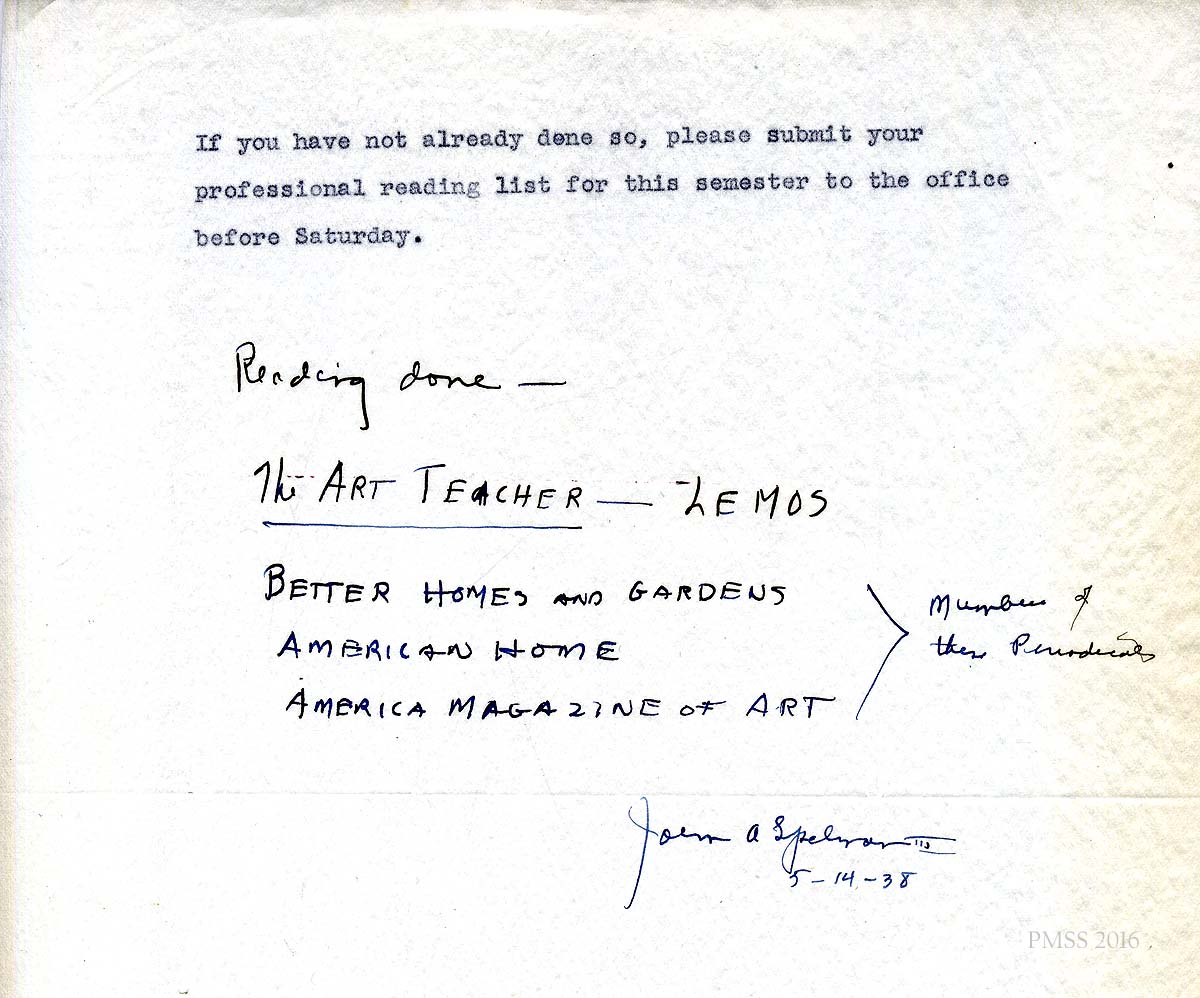 If you have not already done so, please submit your
professional reading list for this semester to the office
before Saturday.
Reading done —
The ART TEACHER — LEMOS
BETTER HOMES AND GARDENS
AMERICAN HOME
AMERICA MAGAZINE OF ART
Numbers of
these Periodicals
John A Spelman III
5-14-38
PMSS 2016